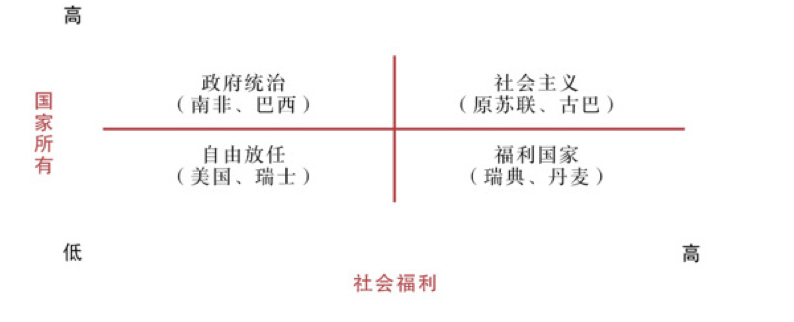 高
国家所有
政府统治
（南非、巴西）
社会主义
（原苏联、古巴）
自由放任
（美国、瑞士）
福利国家
（瑞典、丹麦）
低
高
社会福利